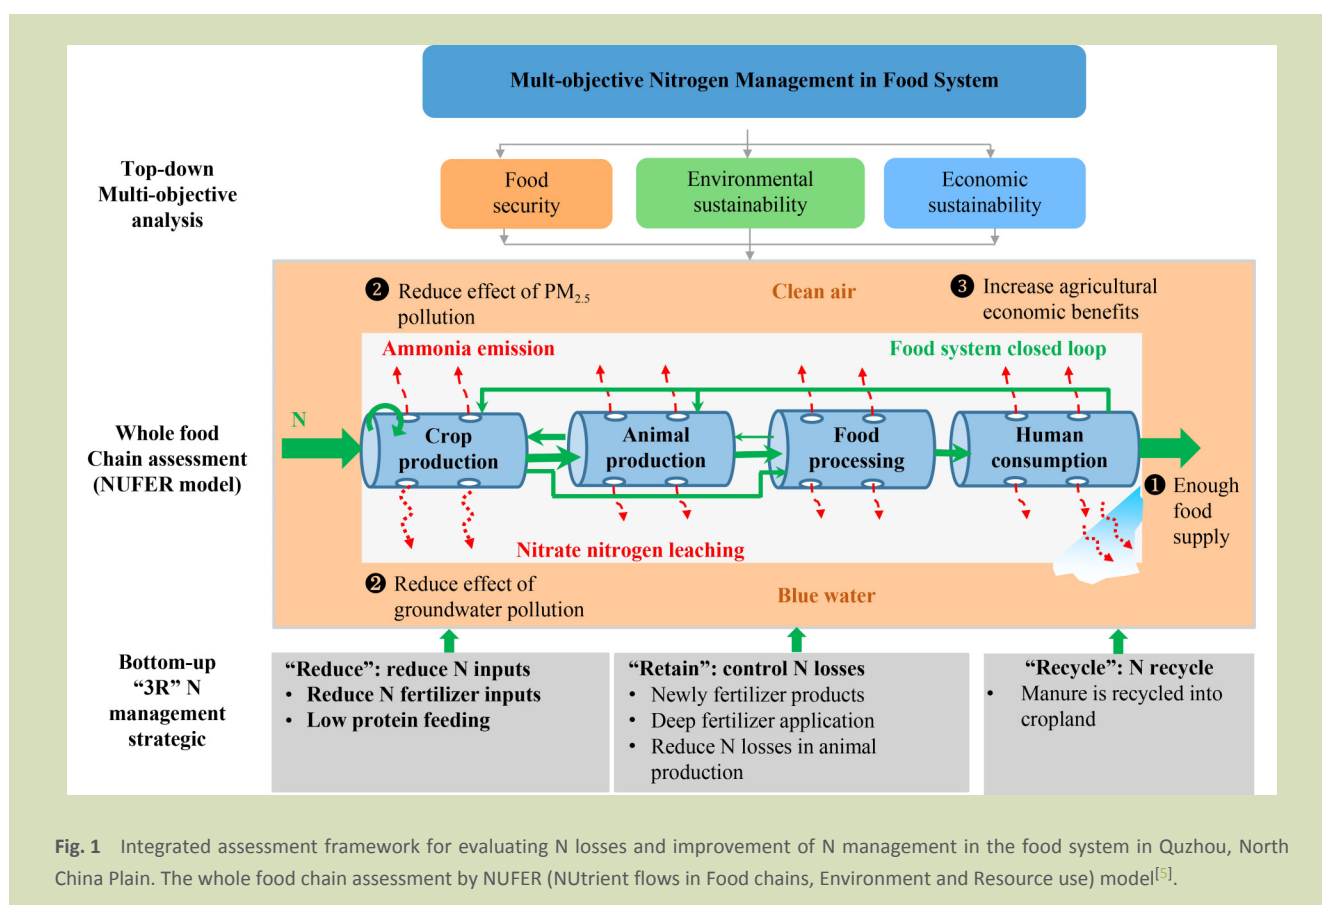 Mult-objective Nitrogen Management in Food System
Top-down
Multi-objective
analysis
Food
security
Environmental
sustainability
Economic
sustainability
❷ Reduce effect of PM2.5
pollution
Clean air
❸ Increase agricultural
economic benefits
Ammonia emission
Food system closed loop
N
Whole food
Chain assessment
(NUFER model)
Crop
production
Animal
production
Food
processing
Human
consumption
❶ Enough
food
supply
Nitrate nitrogen leaching
❷ Reduce effect of
groundwater pollution
Blue water
Bottom-up
“3R” N
management
strategic
“Reduce”: reduce N inputs
• Reduce N fertilizer inputs
• Low protein feeding
“Retain”: control N losses
• Newly fertilizer products
• Deep fertilizer application
• Reduce N losses in animal
production
“Recycle”: N recycle
• Manure is recycled into
cropland
Fig. 1 Integrated assessment framework for evaluating N losses and improvement of N management in the food system in Quzhou, North
China Plain. The whole food chain assessment by NUFER (NUtrient flows in Food chains, Environment and Resource use) model[5].